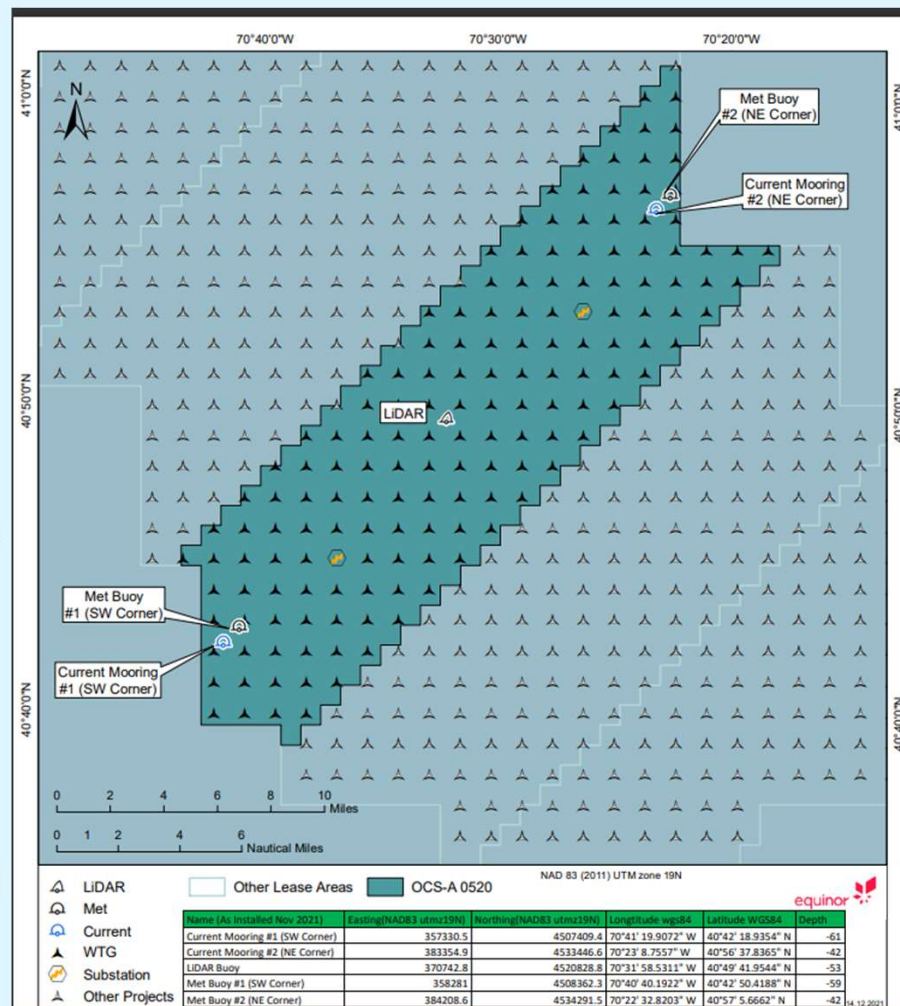 70°40'0"W 70°30'0"W 70°20'0"W
41°0'0"N
41°0'0"N
N
Met Buoy
#2 (NE Corner)
Current Mooring
#2 (NE Corner)
40°50'0"N
LiDAR
Met Buoy
#1 (SW Corner)
Current Mooring
#1 (SW Corner)
40°40'0"N
40°40'0"N
0 2 4 6 8 10
Miles
0 1 2 4 6
Nautical Miles
NAD 83 (2011) UTM zone 19N
LiDAR
Met
Current
WTG
Substation
Other Projects
Other Lease Areas
OCS-A 0520
equinor
Name (As Installed Nov 2021) Easting(NAD83 utmz19N) Northing(NAD83 utmz19N) Longtitude wgs84 Latitude WGS84 Depth
Current Mooring #1 (SW Corner) 357330.5 4507409.4 70°41' 19.9072" W 40°42' 18.9354" N -61
Current Mooring #2 (NE Corner) 383354.9 4533446.6 70°23' 8.7557" W 40°56' 37.8365" N -42
LiDAR Buoy 370742.8 4520828.8 70°31' 58.5311" W 40°49' 41.9544" N -53
Met Buoy #1 (SW Corner) 358281 4508362.3 70°40' 40.1922" W 40°42' 50.4188" N -59
Met Buoy #2 (NE Corner) 384208.6 4534291.5 70°22' 32.8203" W 40°57' 5.6662" N -42
14.12.2021